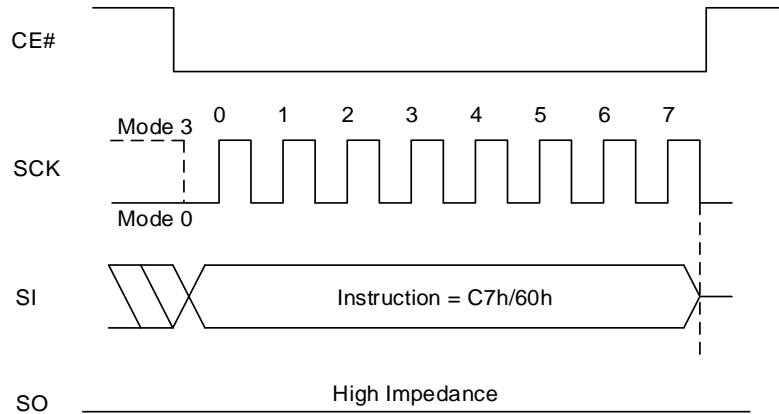 CE#
0 1 2 3 4 5 6 7
Mode 3
SCK
Mode 0
SI
Instruction = C7h/60h
High Impedance
SO